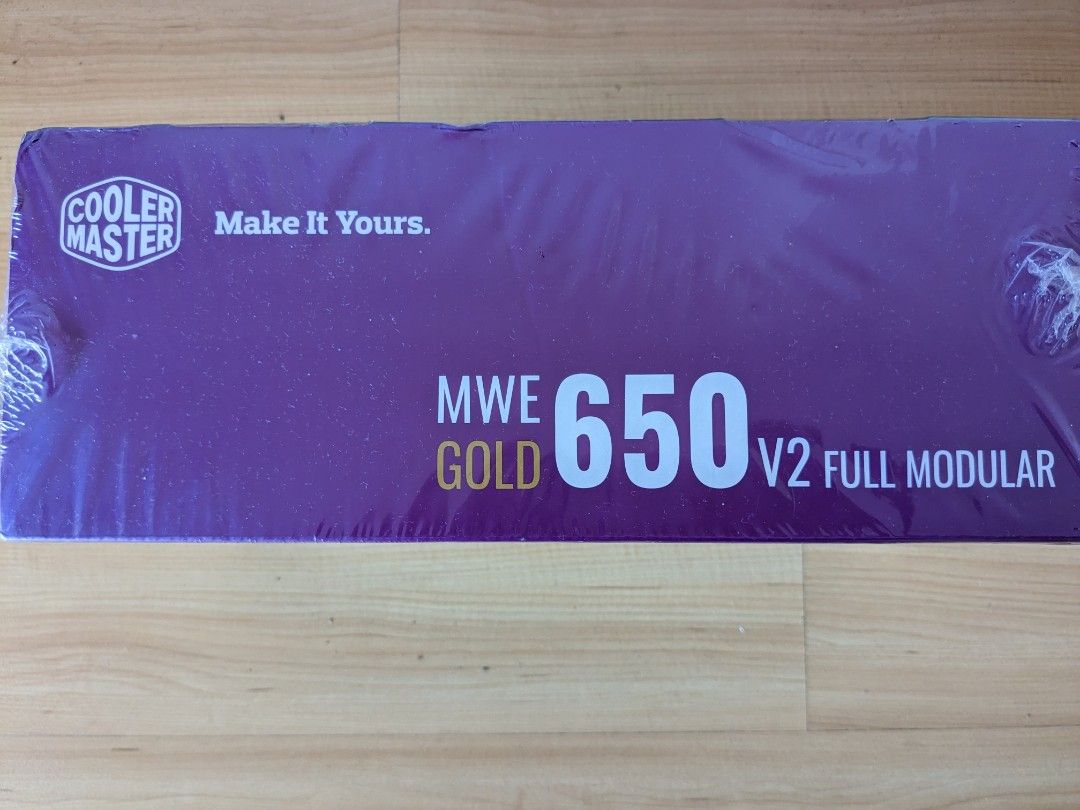 COOLER
MASTER
Make It Yours.
MWE
GOLD
650
V2 FULL MODULAR